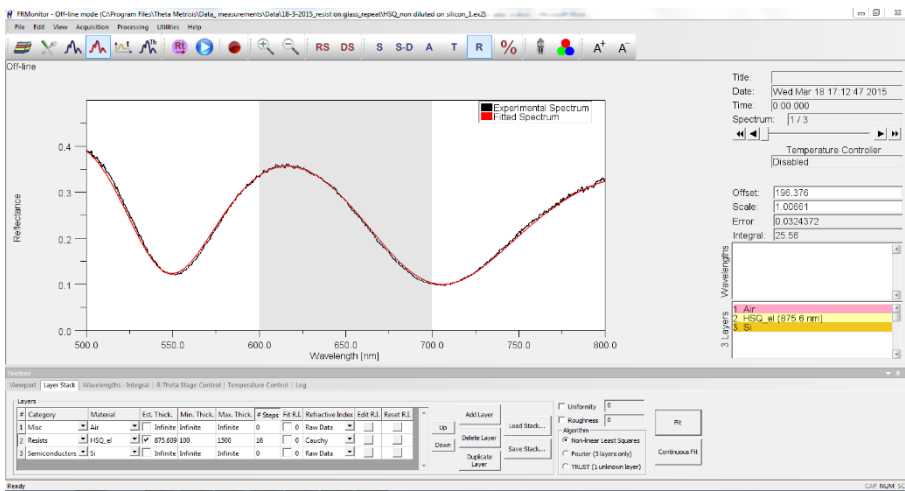 FRMonitor - Off-line mode (C:\Program Files\Theta Metrisis\Data_ measurements\Data\18-3-2015_resist on glass_repeat\HSQ_non diluted on silicon_1.ex2)
File Edit View Acquisition Processing Utilities Help
Rt RS DS S S-D A T R % A+ A-
Off-line
Title:
Date: Wed Mar 18 17:12:47 2015
Time: 0:00.000
Spectrum: 1 / 3
Temperature Controller
Disabled
Offset: 196.376
Scale: 1.00661
Error: 0.0324372
Integral: 25.56
Wavelengths
3 Layers
1. Air
2. HSQ_el (875.6 nm)
3. Si
Experimental Spectrum
Fitted Spectrum
Reflectance
0.4
0.3
0.2
0.1
0.0
500.0 550.0 600.0 650.0 700.0 750.0 800.0
Wavelength [nm]
Toolbox
Viewport Layer Stack Wavelengths - Integral R-Theta Stage Control Temperature Control Log
Layers
# Category Material Est. Thick. Min. Thick. Max. Thick. # Steps Fit R.I. Refractive Index Edit R.I. Reset R.I.
1 Misc Air Infinite Infinite Infinite 0 0 Raw Data
2 Resists HSQ_el 875.609 100 1500 16 0 Cauchy
3 Semiconductors Si Infinite Infinite Infinite 0 0 Raw Data
Up
Down
Add Layer
Delete Layer
Duplicate Layer
Load Stack...
Save Stack...
Uniformity 0
Roughness 0
Algorithm
Non-linear Least Squares
Fourier (3 layers only)
TRUST (1 unknown layer)
Fit
Continuous Fit
Ready
CAP NUM SC